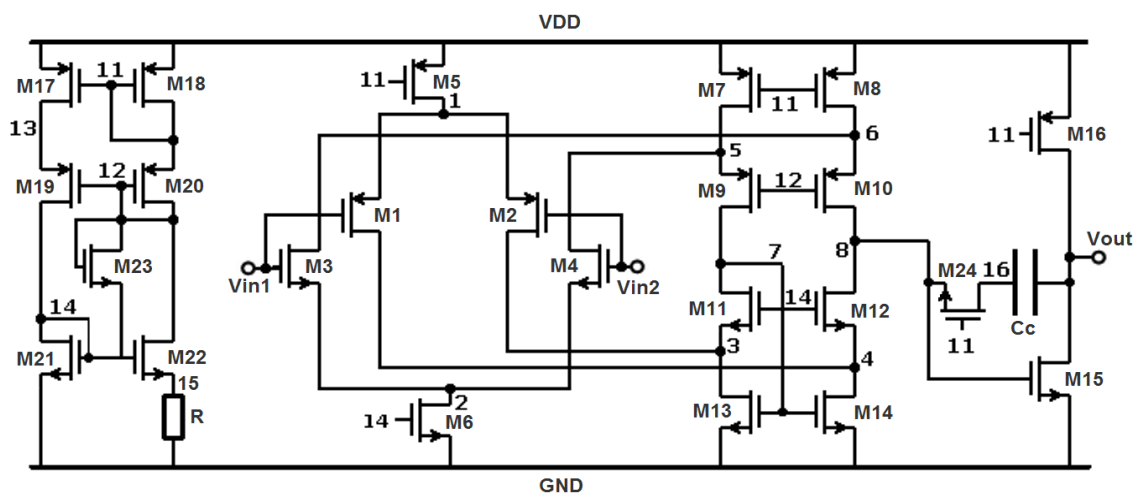 VDD
M17
11
M18
11
M5
1
M7
11
M8
11
M16
13
5
6
M19
12
M20
M9
12
M10
M1
M2
Vout
M23
Vin1
M3
M4
Vin2
7
8
M24
16
14
M11
14
M12
Cc
11
M21
M22
3
4
15
2
M15
R
14
M6
M13
M14
GND